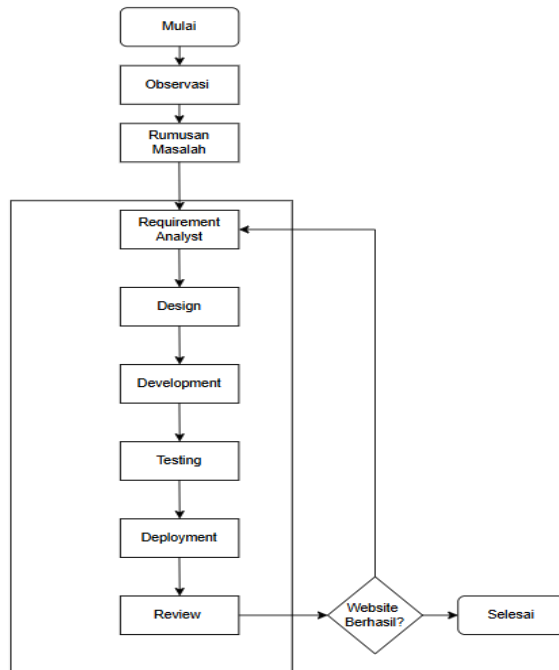 Mulai
Observasi
Rumusan
Masalah
Requirement
Analyst
Design
Development
Testing
Deployment
Review
Website
Berhasil?
Selesai